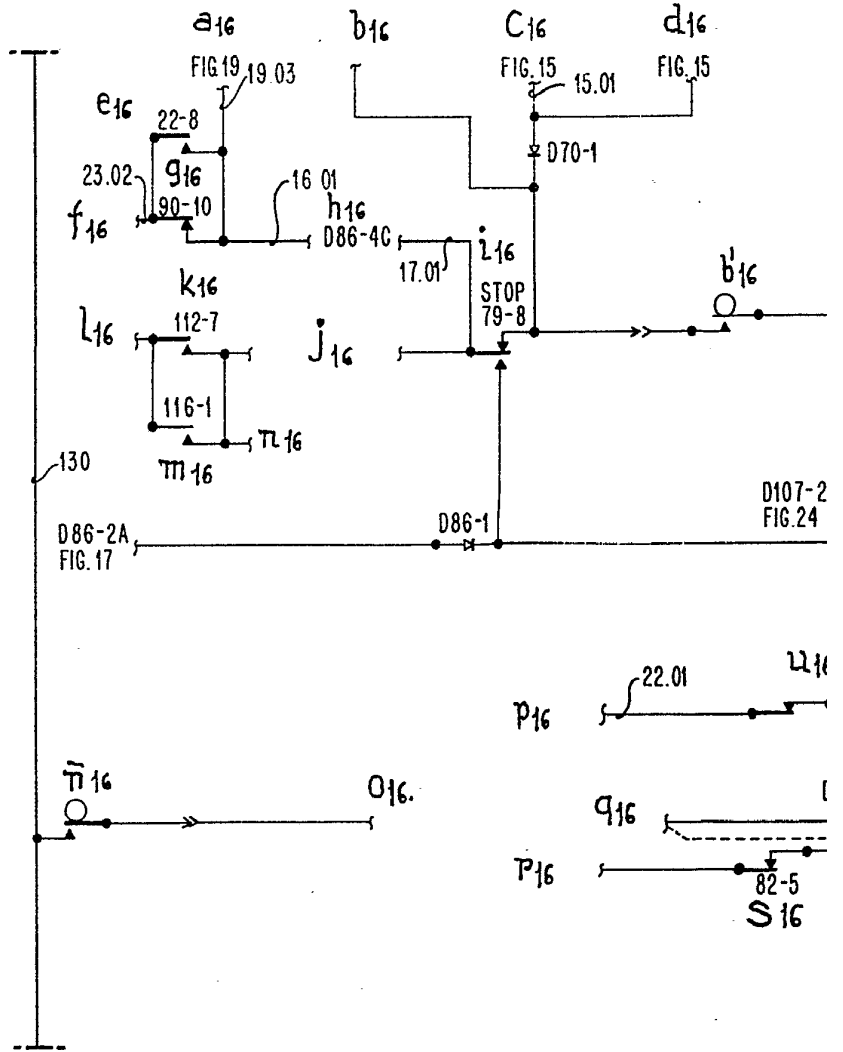 a16
b16
C16
d16
FIG 19
19.03
FIG. 15
15.01
FIG. 15
e16
22-8
D70-1
g16
23.02
16 01
f16
90-10
h16
D86-4C
i16
17.01
b'16
k16
STOP
79-8
l16
112-7
j16
116-1
n16
m16
130
D107-2
FIG. 24
D86-1
D86-2A
FIG. 17
22.01
p16
n̄16
O16.
q16
82-5
S16